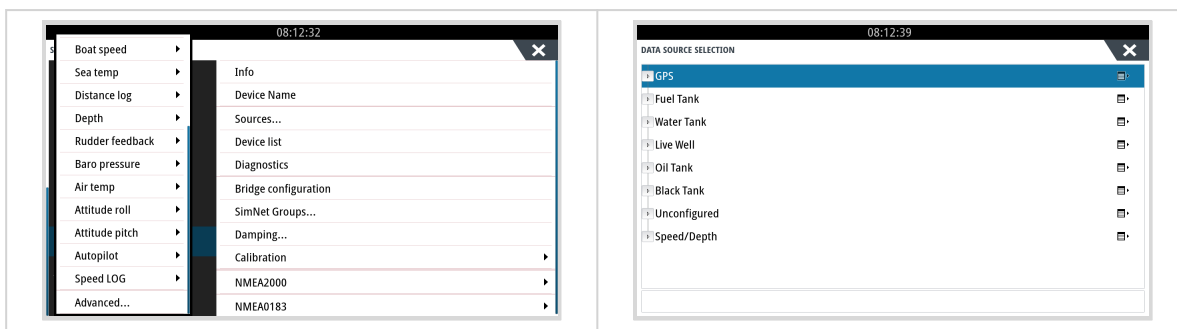 08:12:32
S
Boat speed
Sea temp
Distance log
Depth
Rudder feedback
Baro pressure
Air temp
Attitude roll
Attitude pitch
Autopilot
Speed LOG
Advanced...
Info
Device Name
Sources...
Device list
Diagnostics
Bridge configuration
SimNet Groups...
Damping...
Calibration
NMEA2000
NMEA0183
08:12:39
DATA SOURCE SELECTION
GPS
Fuel Tank
Water Tank
Live Well
Oil Tank
Black Tank
Unconfigured
Speed/Depth